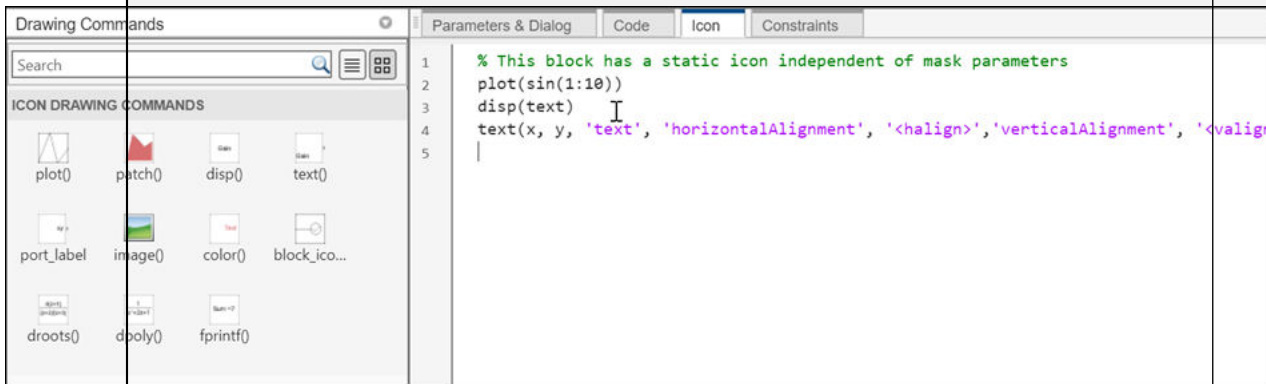 Drawing Commands
Parameters & Dialog Code Icon Constraints
Search
ICON DRAWING COMMANDS
plot() patch() disp() text()
port_label image() color() block_ico...
droots() dpoly() fprintf()
1 % This block has a static icon independent of mask parameters
2 plot(sin(1:10))
3 disp(text)
4 text(x, y, 'text', 'horizontalAlignment', '<halign>','verticalAlignment', '<valign
5